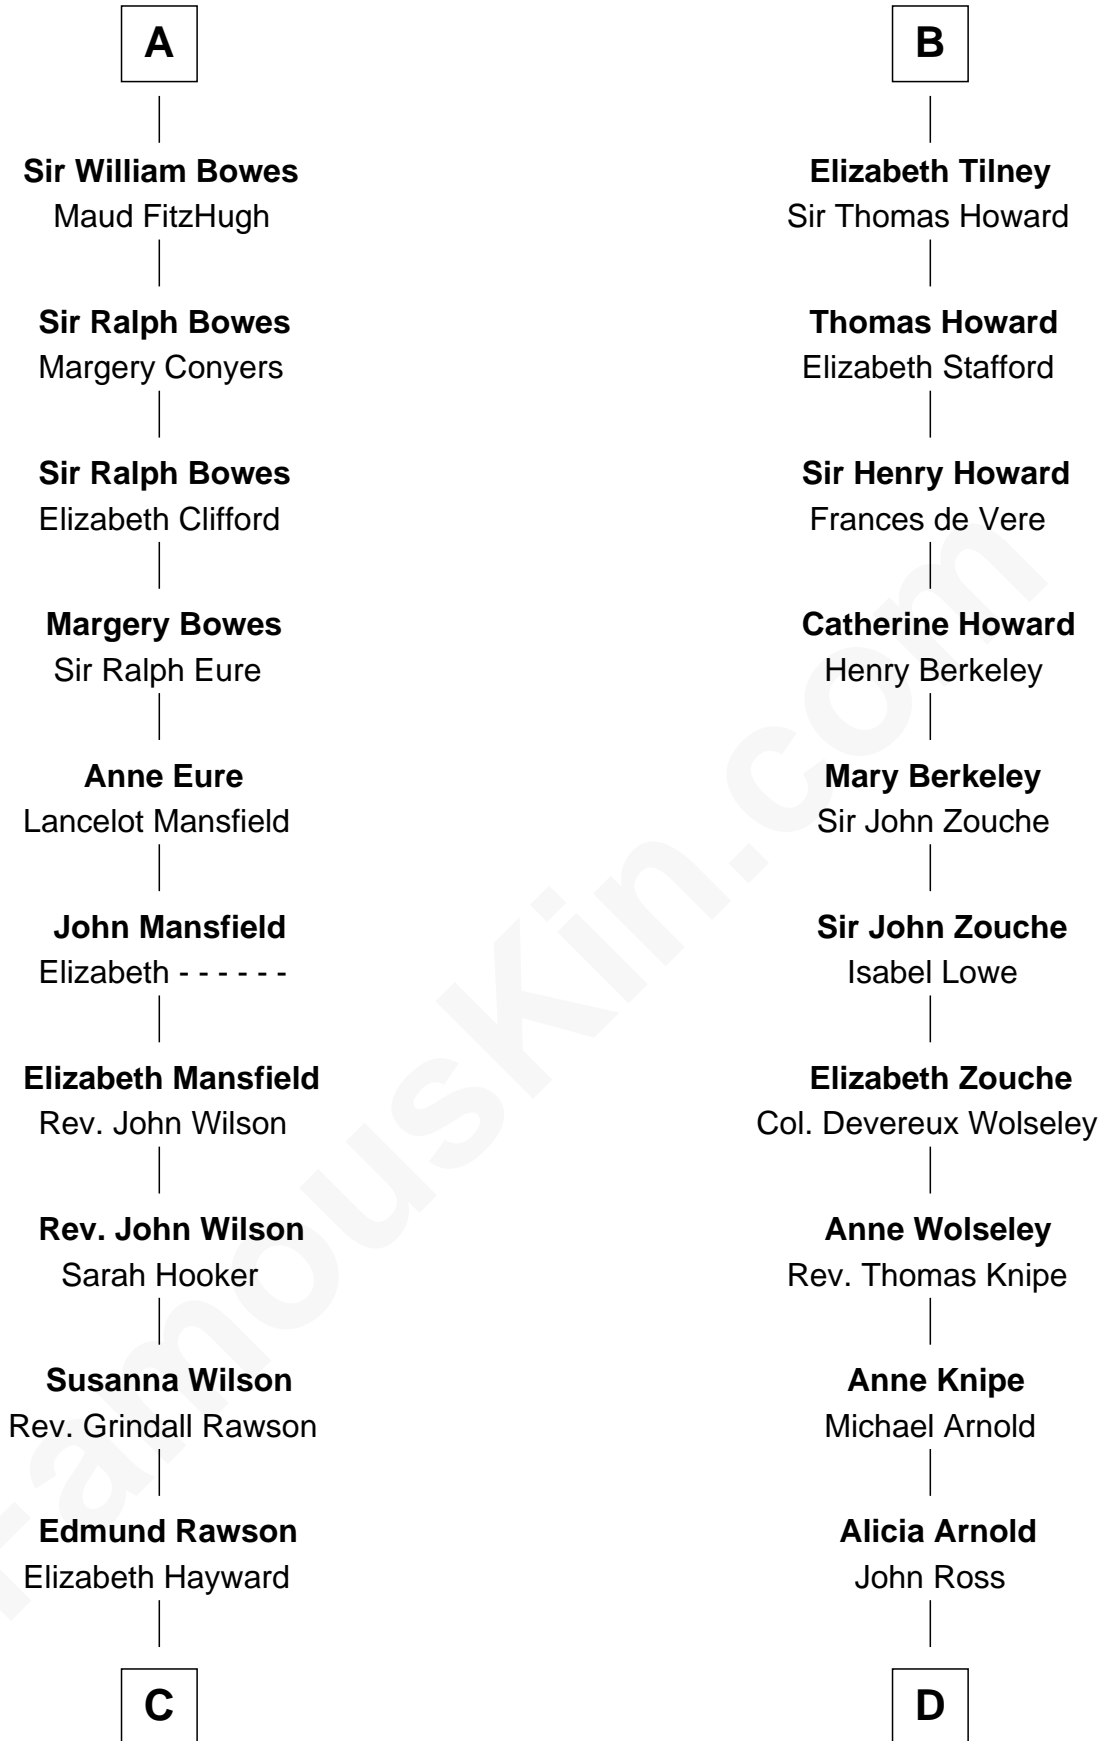 A
Sir William Bowes
Maud FitzHugh
Sir Ralph Bowes
Margery Conyers
Sir Ralph Bowes
Elizabeth Clifford
Margery Bowes
Sir Ralph Eure
Anne Eure
Lancelot Mansfield
John Mansfield
Elizabeth - - - - - -
Elizabeth Mansfield
Rev. John Wilson
Rev. John Wilson
Sarah Hooker
Susanna Wilson
Rev. Grindall Rawson
Edmund Rawson
Elizabeth Hayward
C
B
Elizabeth Tilney
Sir Thomas Howard
Thomas Howard
Elizabeth Stafford
Sir Henry Howard
Frances de Vere
Catherine Howard
Henry Berkeley
Mary Berkeley
Sir John Zouche
Sir John Zouche
Isabel Lowe
Elizabeth Zouche
Col. Devereux Wolseley
Anne Wolseley
Rev. Thomas Knipe
Anne Knipe
Michael Arnold
Alicia Arnold
John Ross
D
FamousKin.com